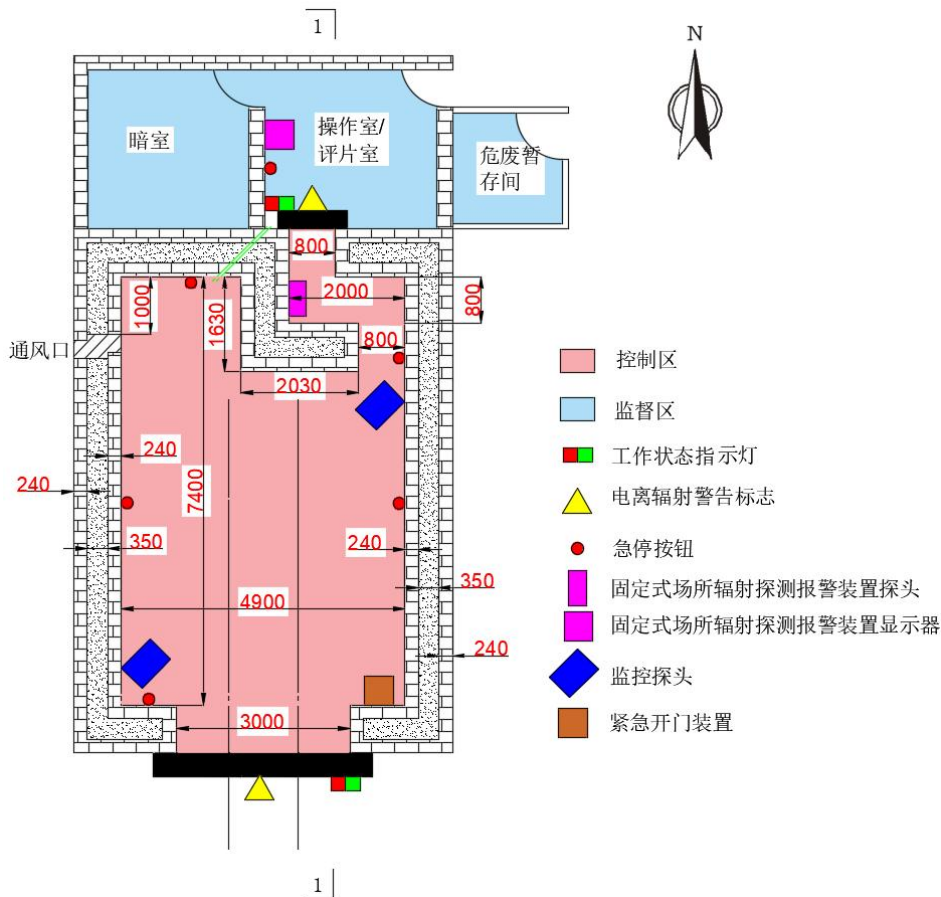 1
N
暗室
操作室/
评片室
危废暂
存间
800
2000
800
1000
1630
800
通风口
2030
240
240
7400
350
240
350
4900
240
3000
1
控制区
监督区
工作状态指示灯
电离辐射警告标志
急停按钮
固定式场所辐射探测报警装置探头
固定式场所辐射探测报警装置显示器
监控探头
紧急开门装置